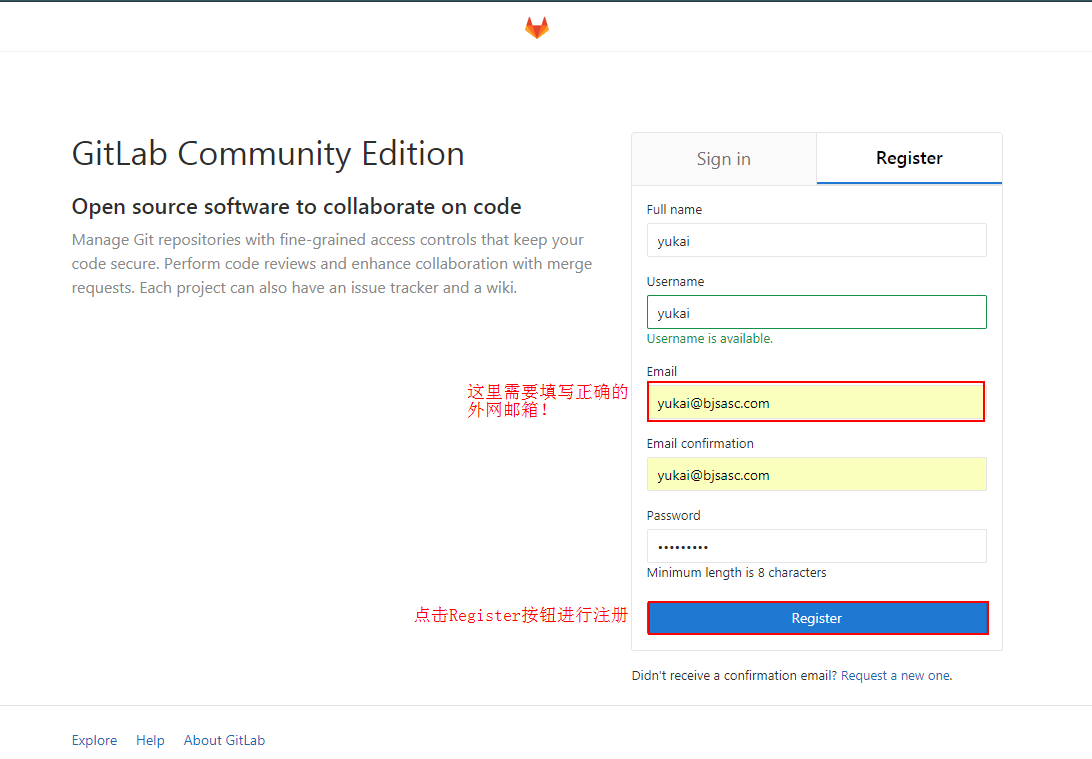 GitLab Community Edition
Open source software to collaborate on code
Manage Git repositories with fine-grained access controls that keep your
code secure. Perform code reviews and enhance collaboration with merge
requests. Each project can also have an issue tracker and a wiki.
Sign in
Register
Full name
yukai
Username
yukai
Username is available.
Email
这里需要填写正确的
外网邮箱！
yukai@bjsasc.com
Email confirmation
yukai@bjsasc.com
Password
•••••••••
Minimum length is 8 characters
点击Register按钮进行注册
Register
Didn't receive a confirmation email? Request a new one.
Explore
Help
About GitLab